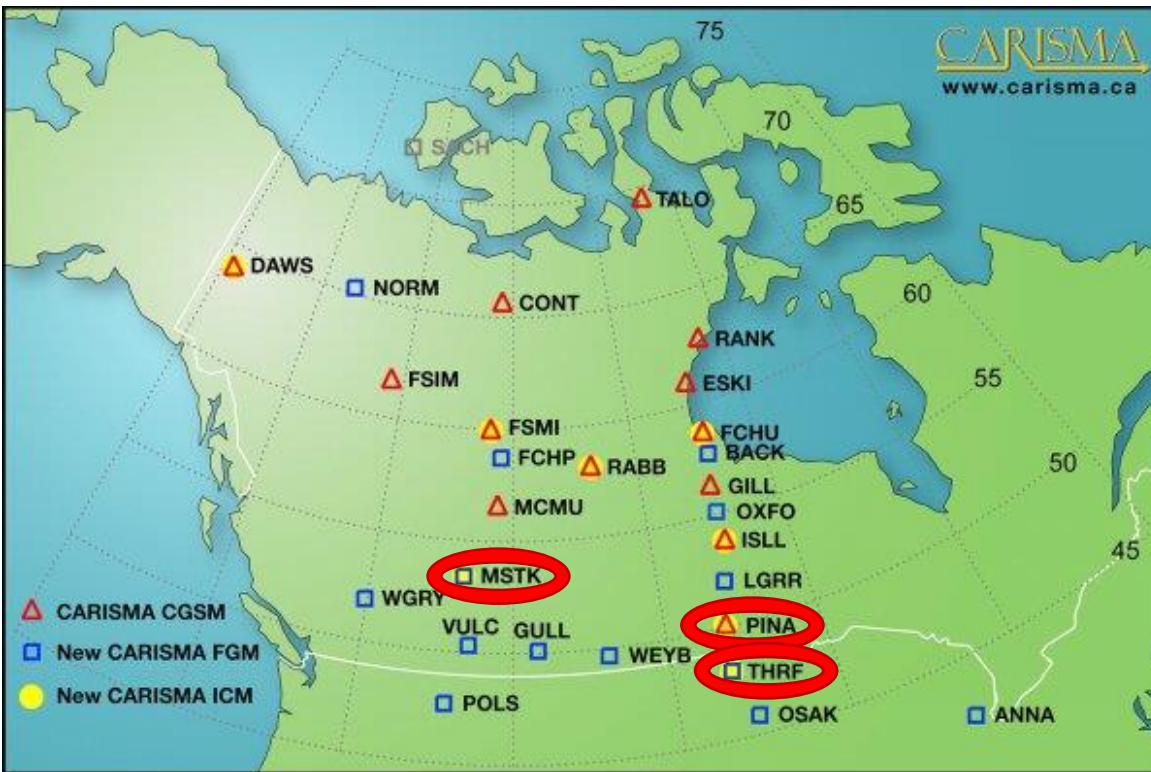 75
CARISMA
www.carisma.ca
70
SACH
TALO
65
DAWS
NORM
CONT
60
RANK
FSIM
ESKI
55
FSMI
FCHU
FCHP
BACK
RABB
50
GILL
MCMU
OXFO
ISLL
45
MSTK
LGRR
WGRY
CARISMA CGSM
VULC
GULL
PINA
New CARISMA FGM
WEYB
THRF
New CARISMA ICM
POLS
OSAK
ANNA